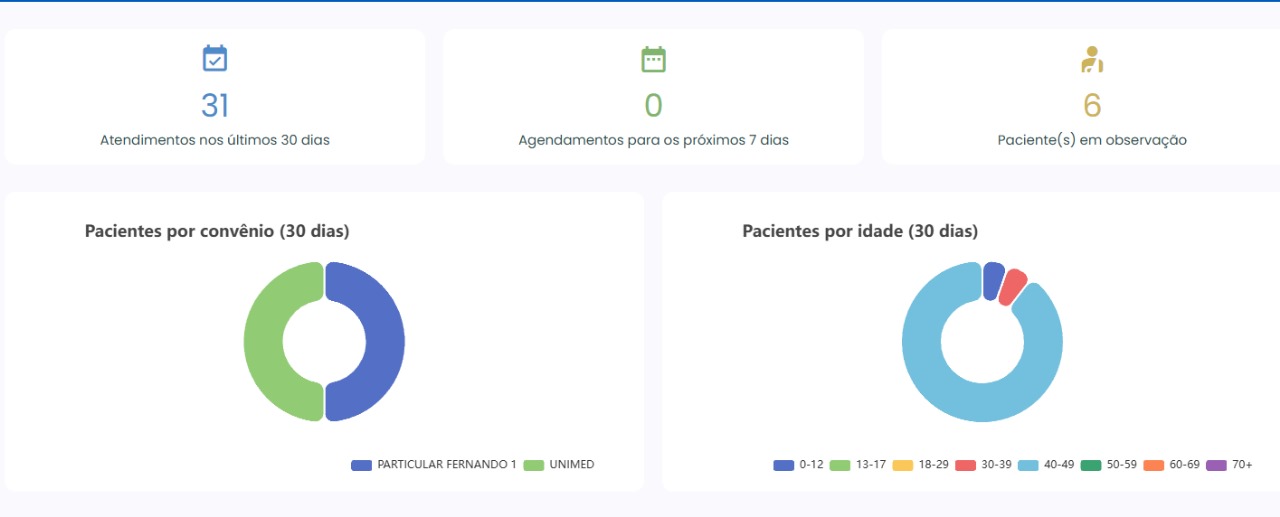 31
Atendimentos nos últimos 30 dias
0
Agendamentos para os próximos 7 dias
6
Paciente(s) em observação
Pacientes por convênio (30 dias)
PARTICULAR FERNANDO 1 UNIMED
Pacientes por idade (30 dias)
0-12 13-17 18-29 30-39 40-49 50-59 60-69 70+